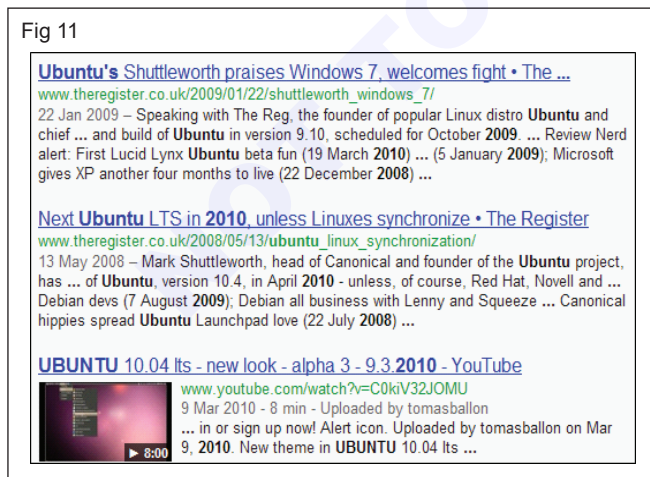 Fig 11
Ubuntu's Shuttleworth praises Windows 7, welcomes fight • The ...
www.theregister.co.uk/2009/01/22/shuttleworth_windows_7/
22 Jan 2009 – Speaking with The Reg, the founder of popular Linux distro Ubuntu and
chief ... and build of Ubuntu in version 9.10, scheduled for October 2009. ... Review Nerd
alert: First Lucid Lynx Ubuntu beta fun (19 March 2010) ... (5 January 2009); Microsoft
gives XP another four months to live (22 December 2008) ...
Next Ubuntu LTS in 2010, unless Linuxes synchronize • The Register
www.theregister.co.uk/2008/05/13/ubuntu_linux_synchronization/
13 May 2008 – Mark Shuttleworth, head of Canonical and founder of the Ubuntu project,
has ... of Ubuntu, version 10.4, in April 2010 - unless, of course, Red Hat, Novell and ...
Debian devs (7 August 2009); Debian all business with Lenny and Squeeze ... Canonical
hippies spread Ubuntu Launchpad love (22 July 2008) ...
UBUNTU 10.04 lts - new look - alpha 3 - 9.3.2010 - YouTube
www.youtube.com/watch?v=C0kiV32JOMU
9 Mar 2010 - 8 min - Uploaded by tomasballon
... in or sign up now! Alert icon. Uploaded by tomasballon on Mar
9, 2010. New theme in UBUNTU 10.04 lts ...
8:00